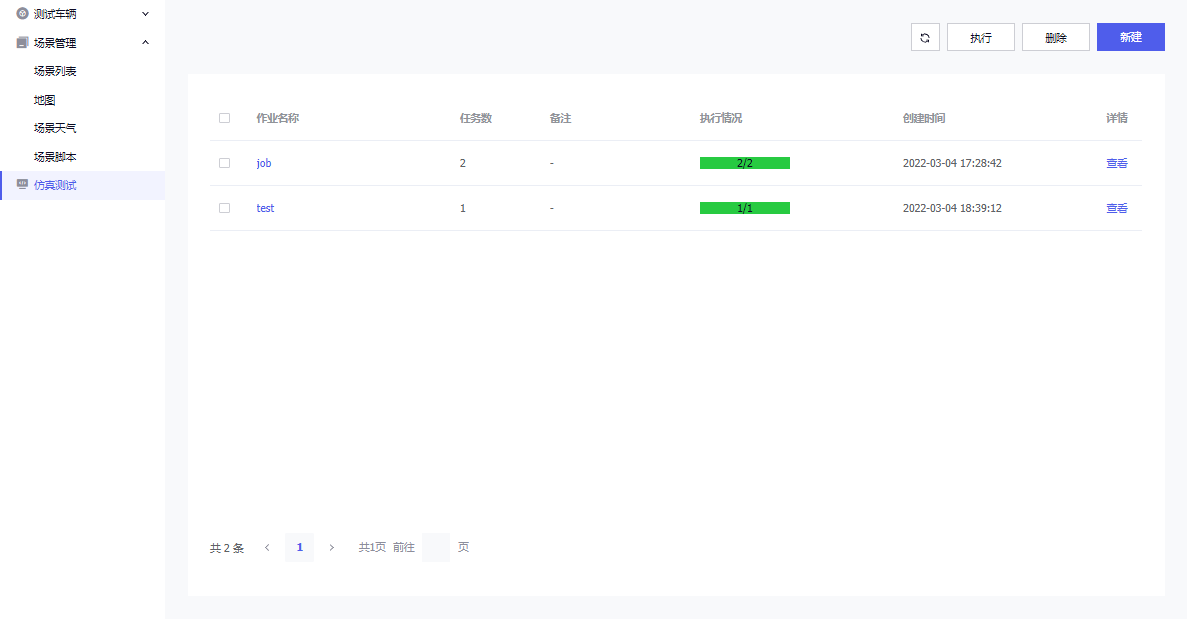 测试车辆
场景管理
场景列表
地图
场景天气
场景脚本
仿真测试
执行 删除 新建
作业名称 任务数 备注 执行情况 创建时间 详情
job 2 - 2/2 2022-03-04 17:28:42 查看
test 1 - 1/1 2022-03-04 18:39:12 查看
共 2 条 < 1 > 共1页 前往 页